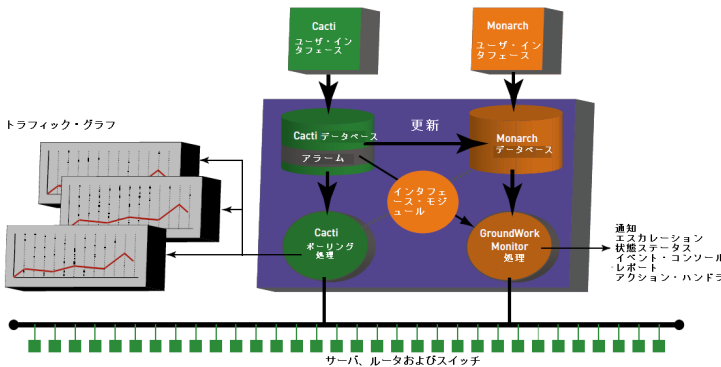 Cacti
ユーザ・イン
タフェース
Monarch
ユーザ・イン
タフェース
トラフィック・グラフ
Cacti データベース
アラーム
更新
Monarch
データベース
インタフェ
ース・モジ
ュール
Cacti
ポーリング
処理
GroundWork
Monitor
処理
通知
エスカレーション
状態ステータス
イベント・コンソール
レポート
アクション・ハンドラ
サーバ、ルータおよびスイッチ